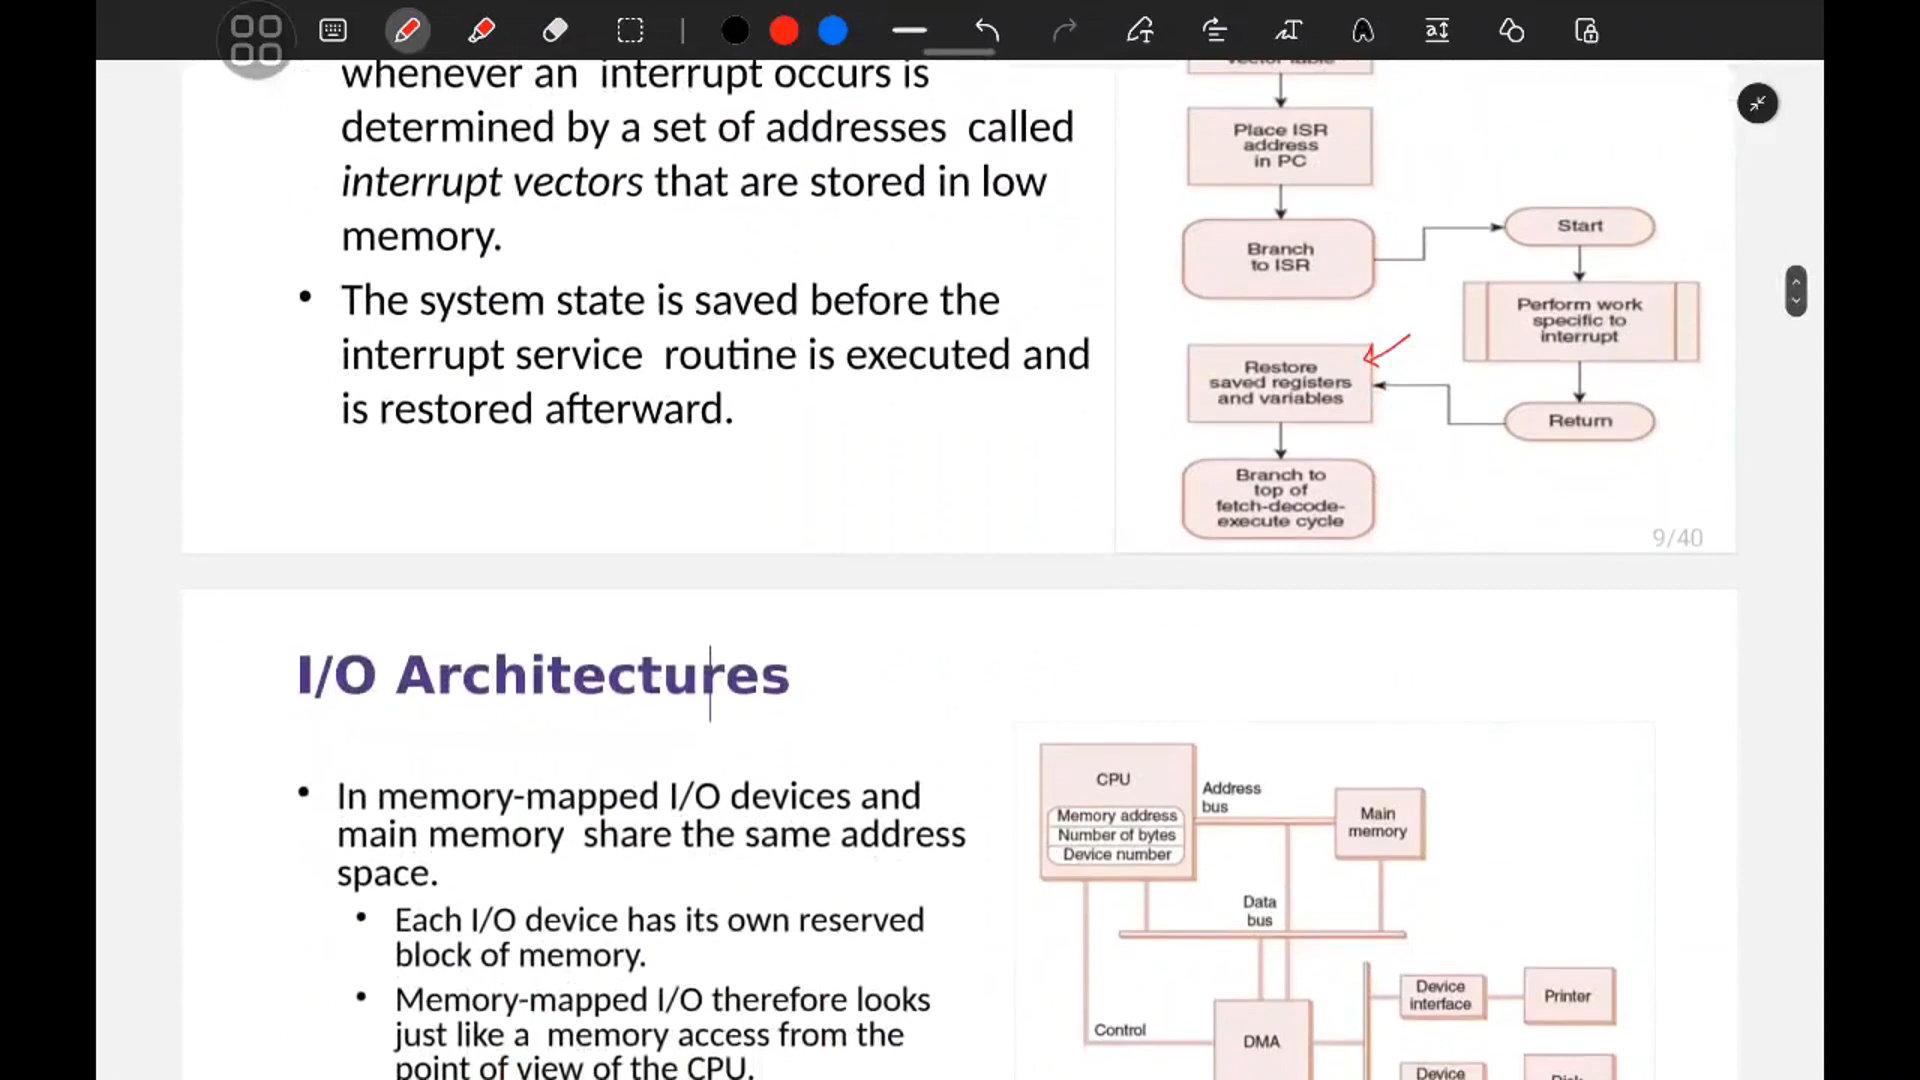 whenever an interrupt occurs is
determined by a set of addresses called
interrupt vectors that are stored in low
memory.
• The system state is saved before the
interrupt service routine is executed and
is restored afterward.
vector table
Place ISR
address
in PC
Branch
to ISR
Start
Perform work
specific to
interrupt
Return
Restore
saved registers
and variables
Branch to
top of
fetch-decode-
execute cycle
9/40
I/O Architectures
• In memory-mapped I/O devices and
main memory share the same address
space.
• Each I/O device has its own reserved
block of memory.
• Memory-mapped I/O therefore looks
just like a memory access from the
point of view of the CPU.
CPU
Memory address
Number of bytes
Device number
Address
bus
Main
memory
Data
bus
Control
DMA
Device
interface
Printer
Device
Disk